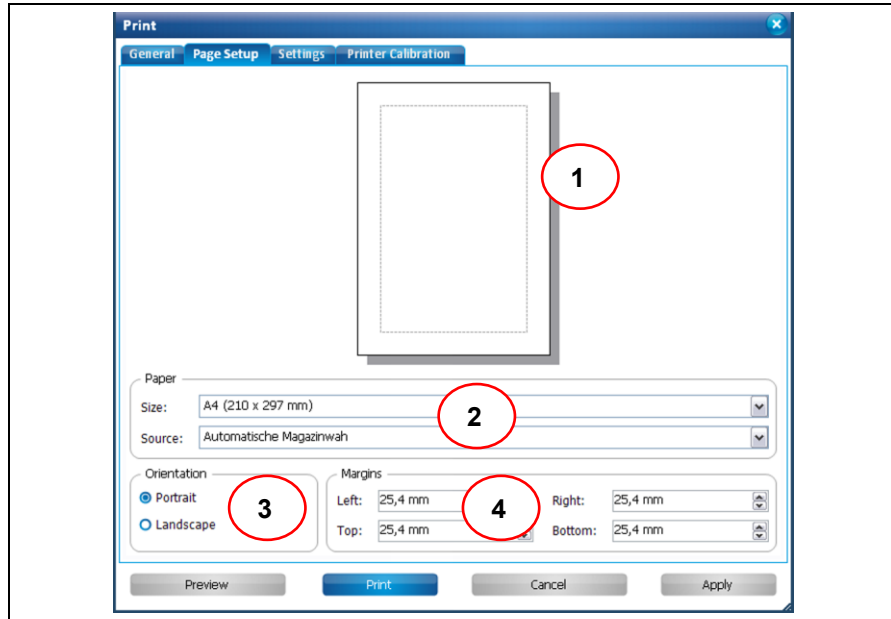 Print
General Page Setup Settings Printer Calibration
1
Paper
Size: A4 (210 x 297 mm)
2
Source: Automatische Magazinwah
Orientation Margins
Portrait Left: 25,4 mm Right: 25,4 mm
3 4
Landscape Top: 25,4 mm Bottom: 25,4 mm
Preview Print Cancel Apply